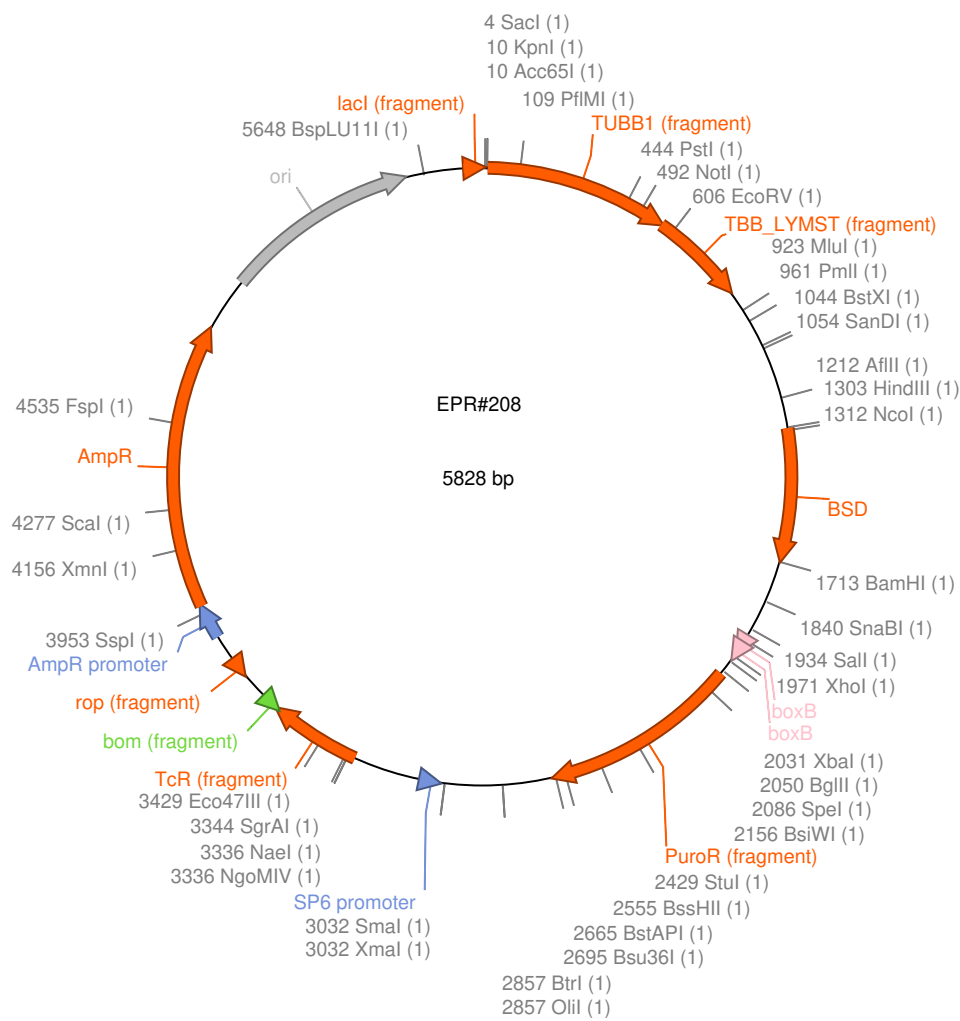 4 SacI (1)
10 KpnI (1)
10 Acc65I (1)
lacI (fragment)
109 PflMI (1)
5648 BspLU11I (1)
TUBB1 (fragment)
444 PstI (1)
ori
492 NotI (1)
606 EcoRV (1)
TBB_LYMST (fragment)
923 MluI (1)
961 PmlI (1)
1044 BstXI (1)
1054 SanDI (1)
1212 AflII (1)
1303 HindIII (1)
1312 NcoI (1)
EPR#208
4535 FspI (1)
AmpR
5828 bp
BSD
4277 ScaI (1)
4156 XmnI (1)
1713 BamHI (1)
1840 SnaBI (1)
3953 SspI (1)
AmpR promoter
1934 SalI (1)
1971 XhoI (1)
rop (fragment)
boxB
boxB
bom (fragment)
2031 XbaI (1)
TcR (fragment)
2050 BglII (1)
3429 Eco47III (1)
2086 SpeI (1)
3344 SgrAI (1)
2156 BsiWI (1)
3336 NaeI (1)
PuroR (fragment)
3336 NgoMIV (1)
2429 StuI (1)
SP6 promoter
2555 BssHII (1)
3032 SmaI (1)
2665 BstAPI (1)
3032 XmaI (1)
2695 Bsu36I (1)
2857 BtrI (1)
2857 OliI (1)